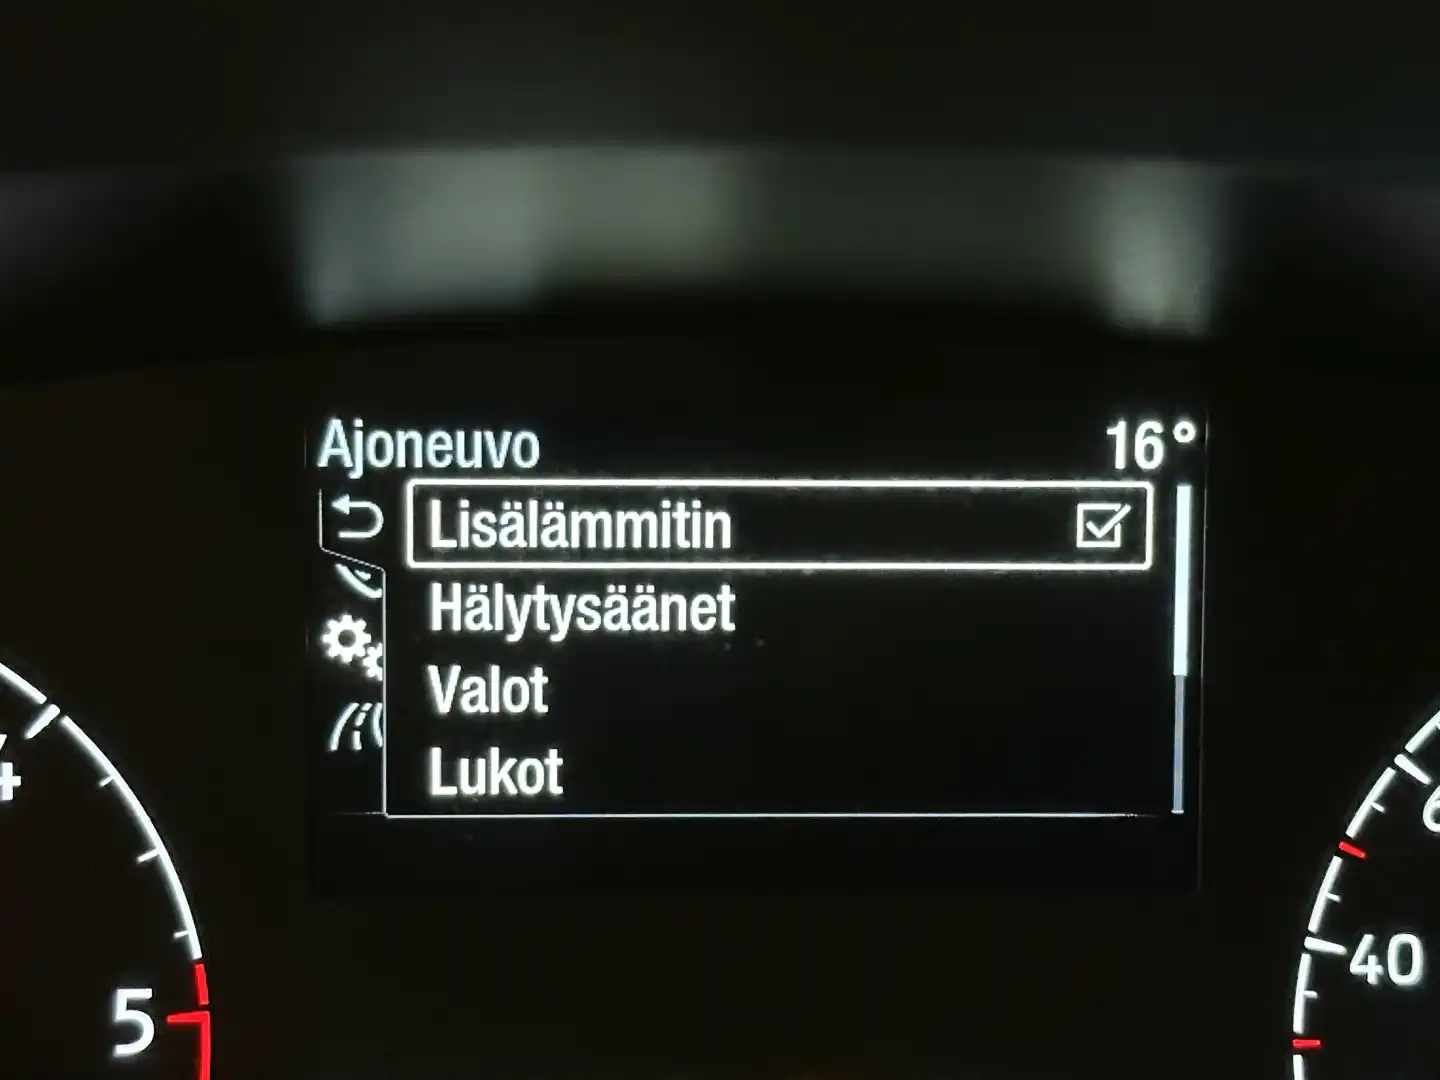 Ajoneuvo 16°
Lisälämmitin
Hälytysäänet
Valot
Lukot
5
40